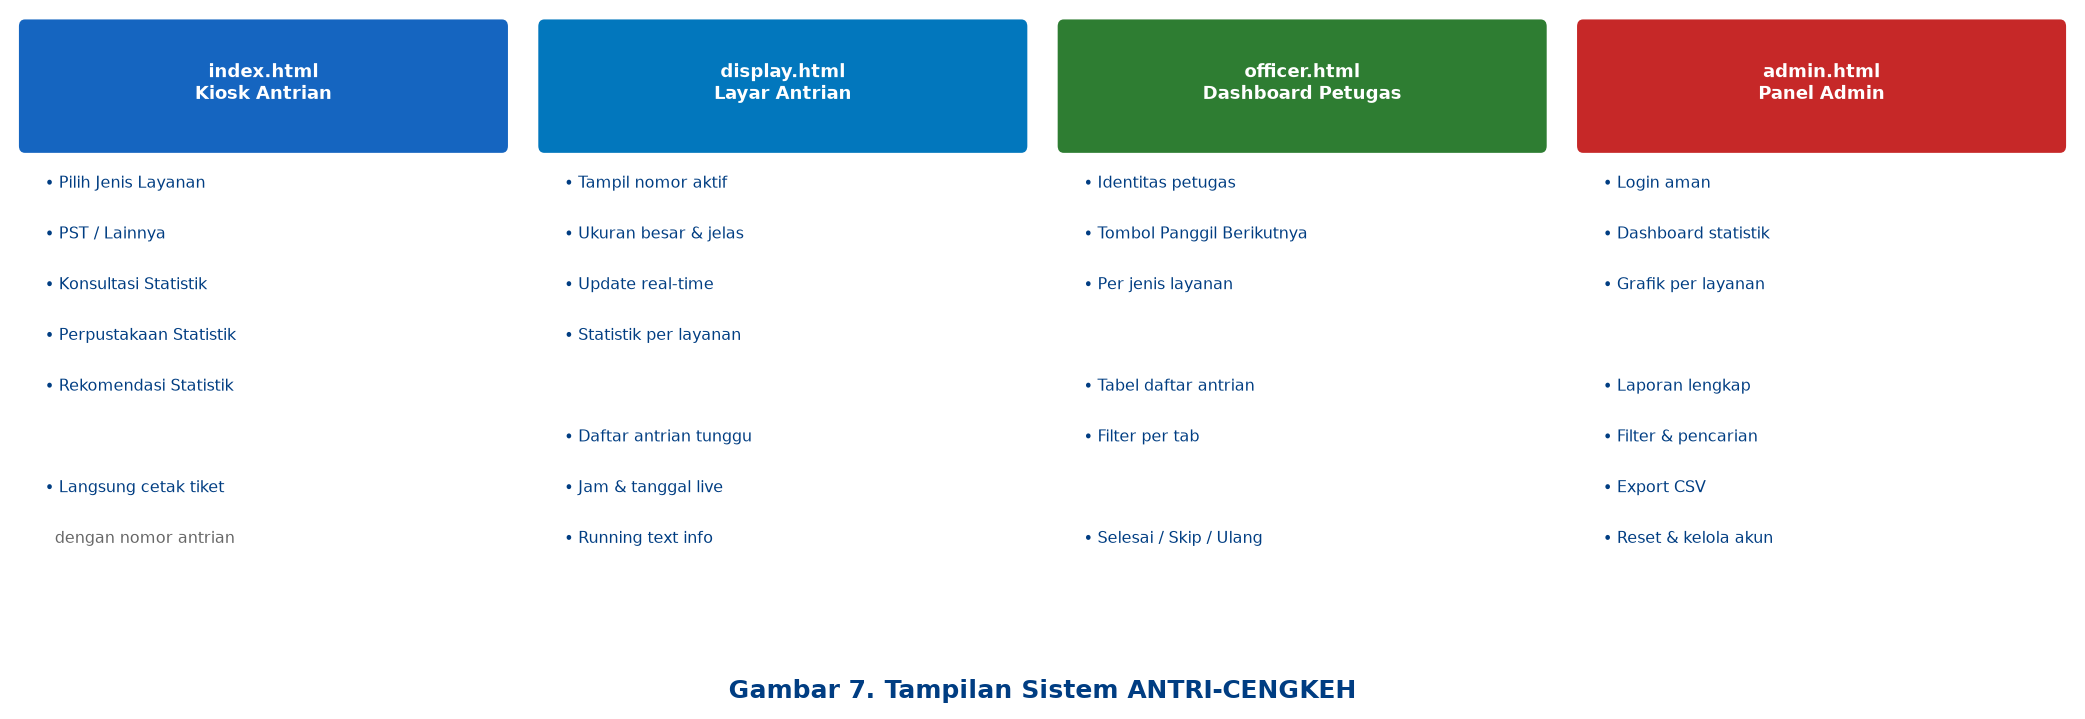 index.html
Kiosk Antrian
• Pilih Jenis Layanan
• PST / Lainnya
• Konsultasi Statistik
• Perpustakaan Statistik
• Rekomendasi Statistik
• Langsung cetak tiket
dengan nomor antrian
display.html
Layar Antrian
• Tampil nomor aktif
• Ukuran besar & jelas
• Update real-time
• Statistik per layanan
• Daftar antrian tunggu
• Jam & tanggal live
• Running text info
officer.html
Dashboard Petugas
• Identitas petugas
• Tombol Panggil Berikutnya
• Per jenis layanan
• Tabel daftar antrian
• Filter per tab
• Selesai / Skip / Ulang
admin.html
Panel Admin
• Login aman
• Dashboard statistik
• Grafik per layanan
• Laporan lengkap
• Filter & pencarian
• Export CSV
• Reset & kelola akun
Gambar 7. Tampilan Sistem ANTRI-CENGKEH